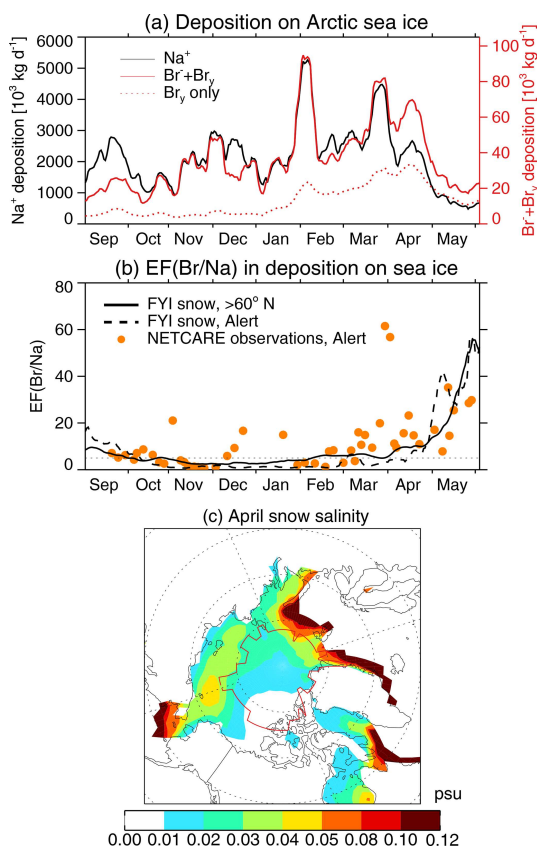 (a) Deposition on Arctic sea ice
Na⁺ deposition [10³ kg d⁻¹]
6000
5000
4000
3000
2000
1000
0
Na⁺
Br⁻+Brᵧ
Brᵧ only
100
80
60
40
20
0
Br⁻+Brᵧ deposition [10³ kg d⁻¹]
Sep Oct Nov Dec Jan Feb Mar Apr May
(b) EF(Br/Na) in deposition on sea ice
EF(Br/Na)
80
60
40
20
0
FYI snow, >60° N
FYI snow, Alert
NETCARE observations, Alert
Sep Oct Nov Dec Jan Feb Mar Apr May
(c) April snow salinity
psu
0.00 0.01 0.02 0.03 0.04 0.05 0.08 0.10 0.12